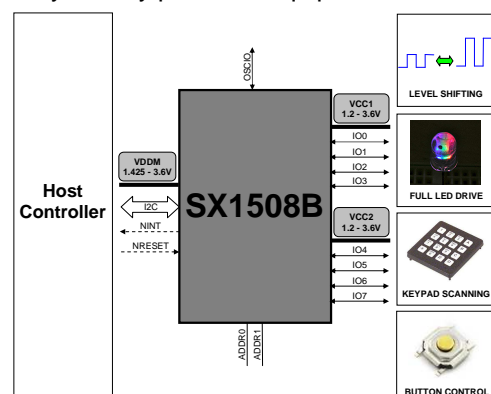 OSCIO
VCC1
1.2 - 3.6V
IO0
IO1
IO2
IO3
VDDM
1.425 - 3.6V
Host
Controller
I2C
NINT
NRESET
SX1508B
VCC2
1.2 - 3.6V
IO4
IO5
IO6
IO7
ADDR0
ADDR1
LEVEL SHIFTING
FULL LED DRIVE
KEYPAD SCANNING
BUTTON CONTROL